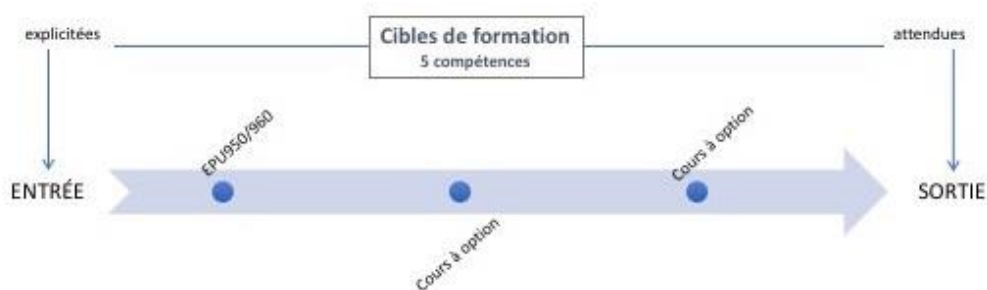 explicitées
Cibles de formation
5 compétences
attendues
EPU950/960
Cours à option
ENTRÉE
SORTIE
Cours à option